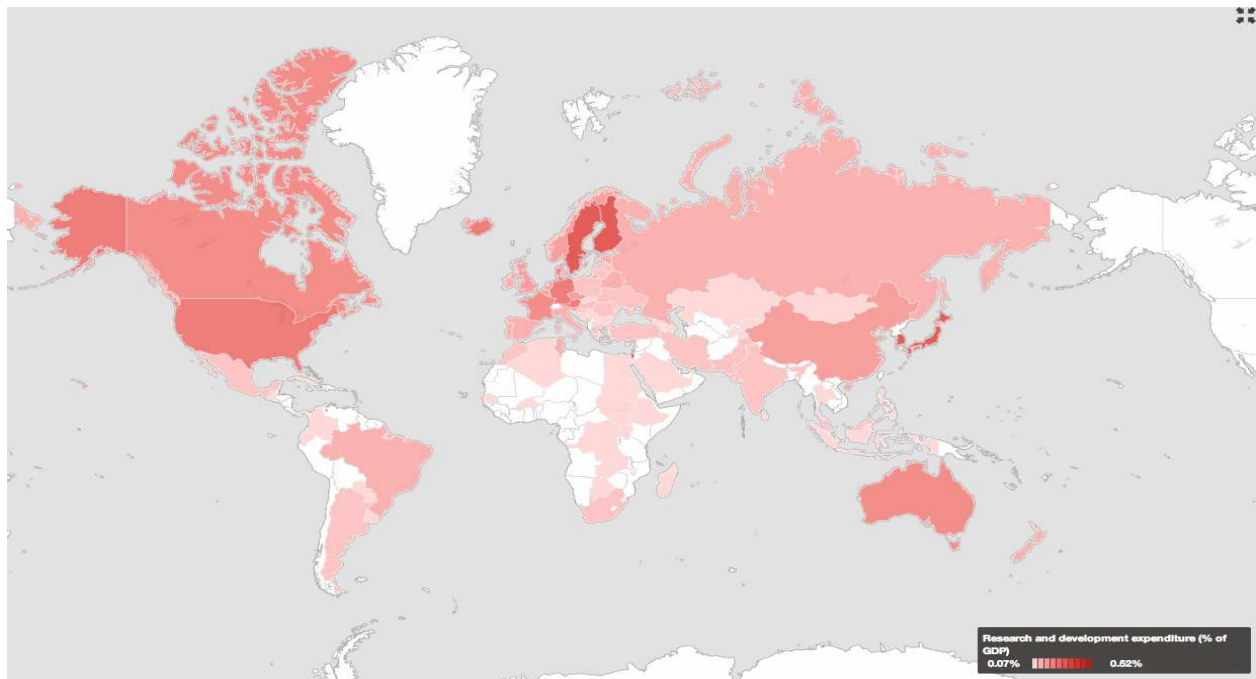 Research and development expenditure (% of
GDP)
0.07% 0.52%